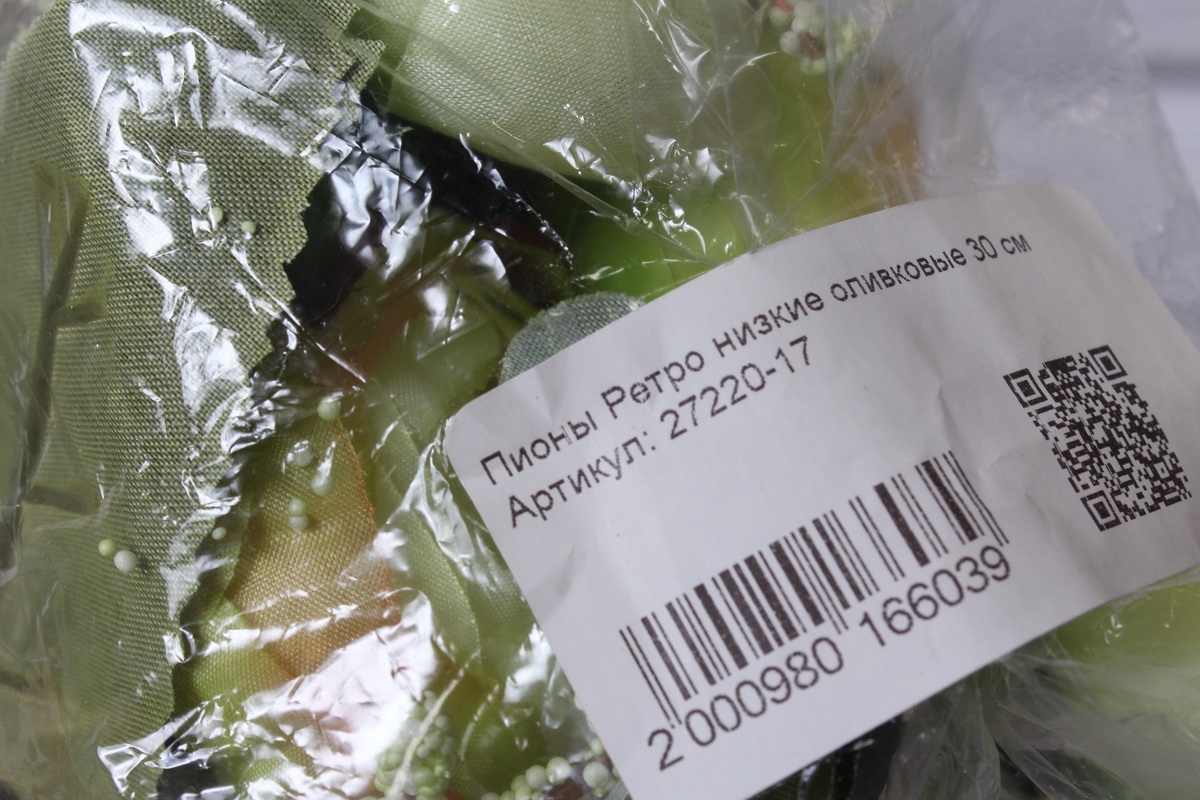 Пионы Ретро низкие оливковые 30 см
Артикул: 27220-17
2 000980 166039